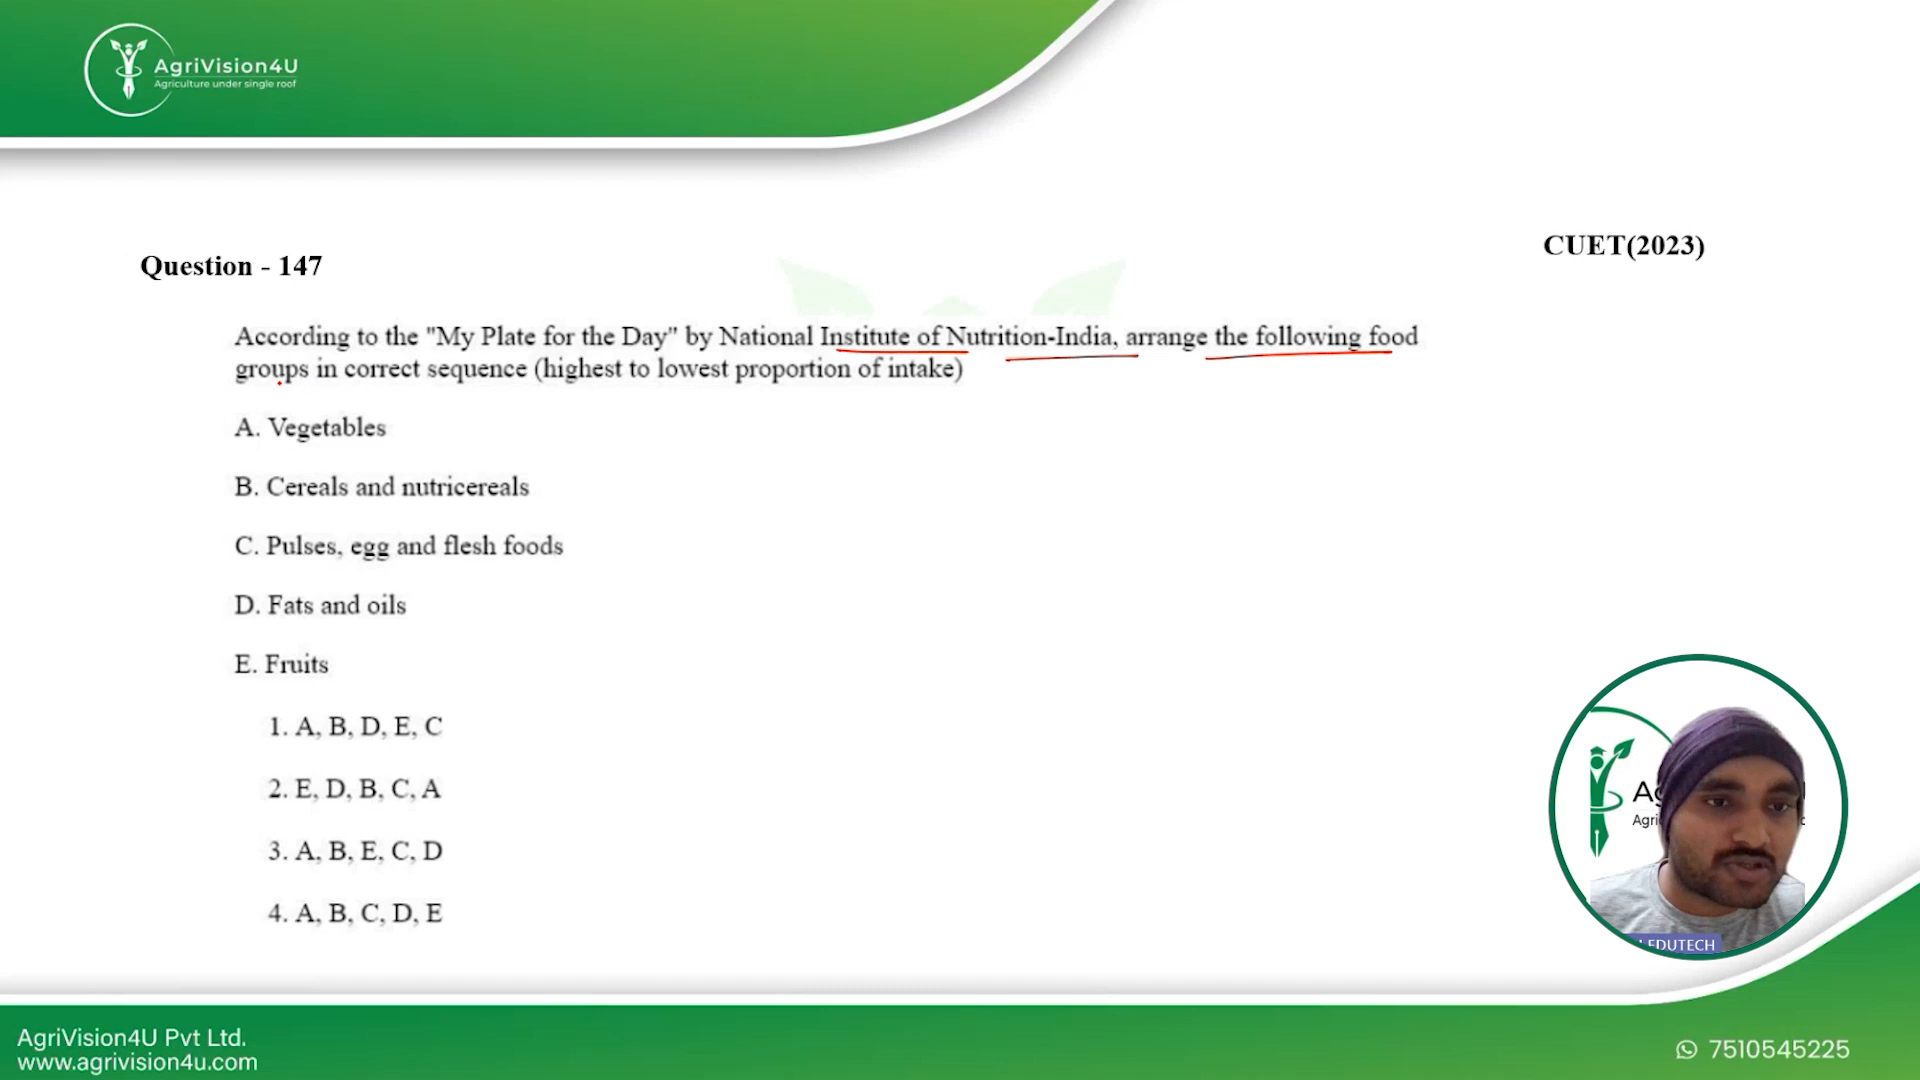 AgriVision4U
Agriculture under single roof
CUET(2023)
Question - 147
According to the "My Plate for the Day" by National Institute of Nutrition-India, arrange the following food
groups in correct sequence (highest to lowest proportion of intake)
A. Vegetables
B. Cereals and nutricereals
C. Pulses, egg and flesh foods
D. Fats and oils
E. Fruits
1. A, B, D, E, C
2. E, D, B, C, A
3. A, B, E, C, D
4. A, B, C, D, E
EDUTECH
AgriVision4U Pvt Ltd.
www.agrivision4u.com
7510545225